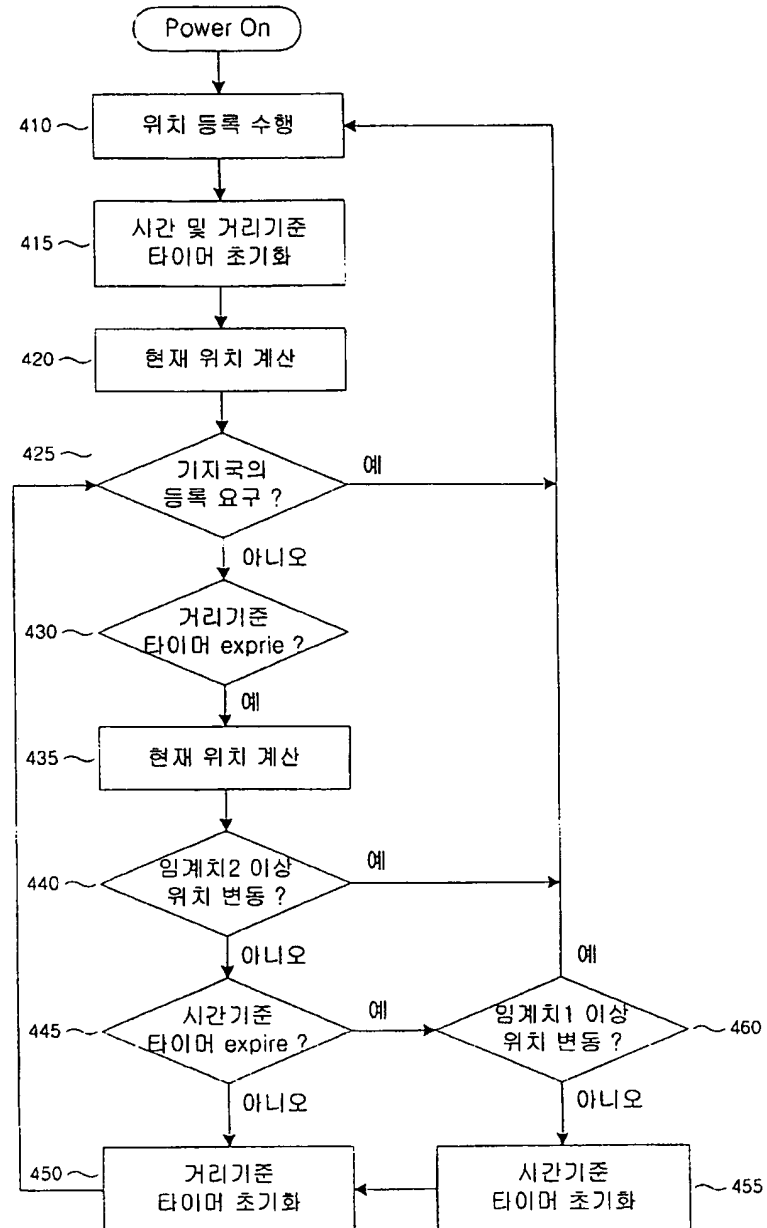 Power On
410
위치 등록 수행
415
시간 및 거리기준
타이머 초기화
420
현재 위치 계산
425
기지국의
등록 요구 ?
예
아니오
430
거리기준
타이머 exprie ?
예
435
현재 위치 계산
440
임계치2 이상
위치 변동 ?
예
아니오
예
445
시간기준
타이머 expire ?
예
임계치1 이상
위치 변동 ?
460
아니오
아니오
450
거리기준
타이머 초기화
시간기준
타이머 초기화
455